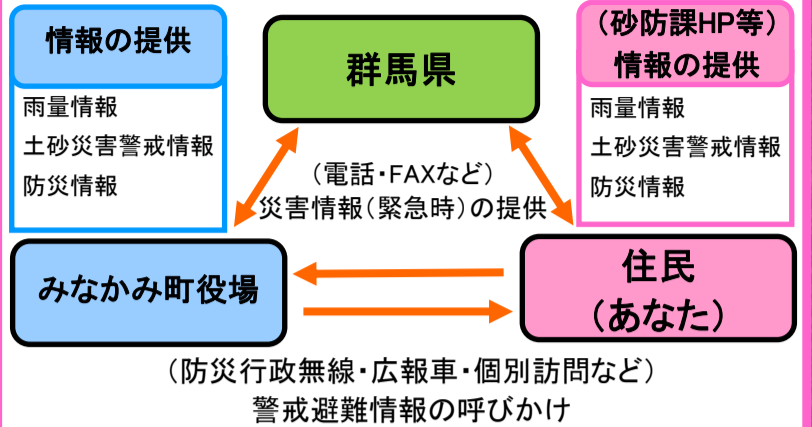 情報の提供
雨量情報
土砂災害警戒情報
防災情報
群馬県
（砂防課HP等）
情報の提供
雨量情報
土砂災害警戒情報
防災情報
（電話・FAXなど）
災害情報（緊急時）の提供
みなかみ町役場
住民
（あなた）
（防災行政無線・広報車・個別訪問など）
警戒避難情報の呼びかけ